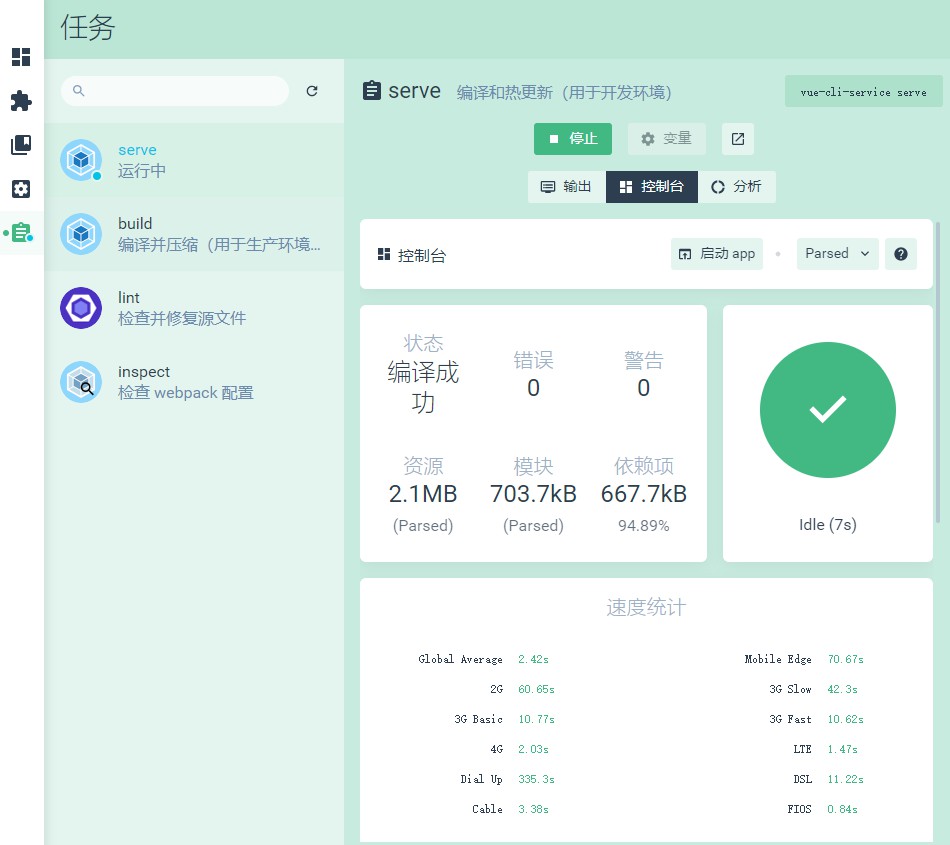 任务
serve
运行中
build
编译并压缩（用于生产环境...
lint
检查并修复源文件
inspect
检查 webpack 配置
serve 编译和热更新（用于开发环境） vue-cli-service serve
停止 变量
输出 控制台 分析
控制台 启动 app Parsed
状态
编译成
功
错误
0
警告
0
资源
2.1MB
(Parsed)
模块
703.7kB
(Parsed)
依赖项
667.7kB
94.89%
Idle (7s)
速度统计
Global Average 2.42s Mobile Edge 70.67s
2G 60.65s 3G Slow 42.3s
3G Basic 10.77s 3G Fast 10.62s
4G 2.03s LTE 1.47s
Dial Up 335.3s DSL 11.22s
Cable 3.38s FIOS 0.84s